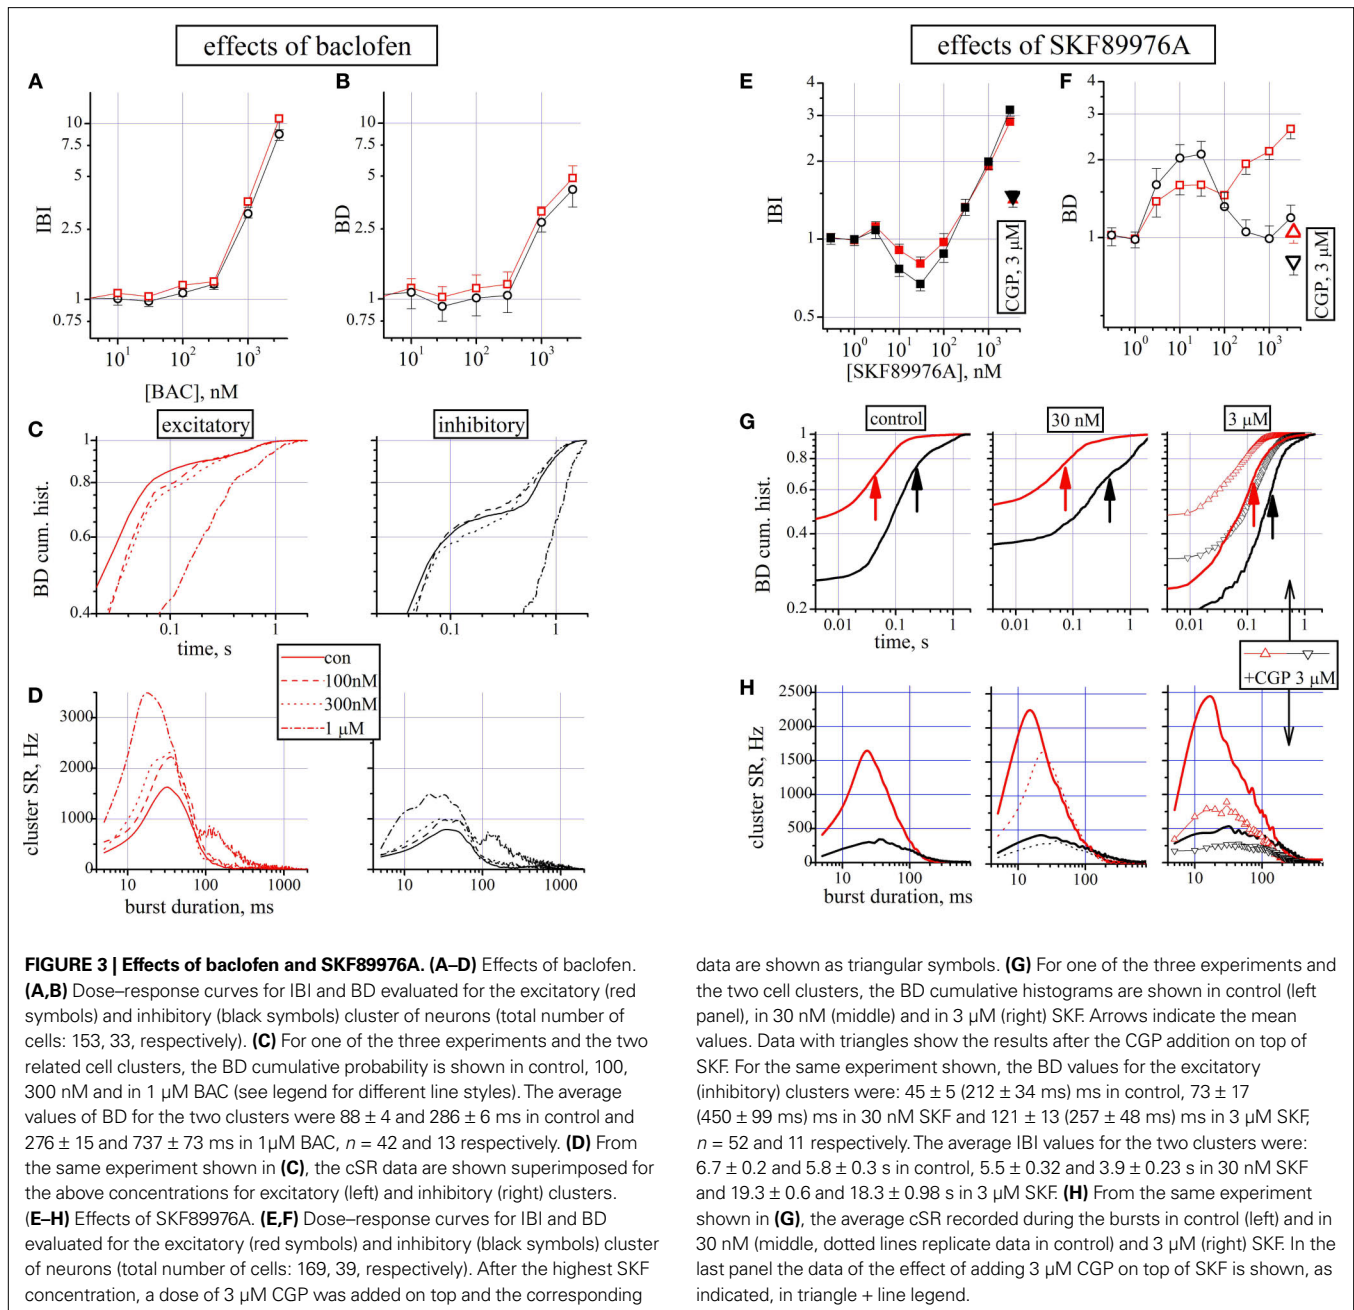 effects of baclofen
effects of SKF89976A
A
B
IBI
10
7.5
5
2.5
1
0.75
10¹ 10² 10³
BD
10
7.5
5
2.5
1
0.75
10¹ 10² 10³
[BAC], nM
E
F
IBI
4
3
2
1
0.5
10⁰ 10¹ 10² 10³
CGP, 3 µM
BD
4
3
2
1
10⁰ 10¹ 10² 10³
CGP, 3 µM
[SKF89976A], nM
C
excitatory
inhibitory
BD cum. hist.
1
0.8
0.6
0.4
0.1 1
1
0.8
0.6
0.4
0.1 1
time, s
con
100nM
300nM
1 µM
D
cluster SR, Hz
3000
2000
1000
0
10 100 1000
10 100 1000
burst duration, ms
G
control
30 nM
3 µM
BD cum. hist.
1
0.8
0.6
0.4
0.2
0.01 0.1 1
0.01 0.1 1
0.01 0.1 1
time, s
+CGP 3 µM
H
cluster SR, Hz
2500
2000
1500
1000
500
0
10 100
10 100
10 100
burst duration, ms
FIGURE 3 | Effects of baclofen and SKF89976A. (A–D) Effects of baclofen.
(A,B) Dose–response curves for IBI and BD evaluated for the excitatory (red
symbols) and inhibitory (black symbols) cluster of neurons (total number of
cells: 153, 33, respectively). (C) For one of the three experiments and the two
related cell clusters, the BD cumulative probability is shown in control, 100,
300 nM and in 1 µM BAC (see legend for different line styles). The average
values of BD for the two clusters were 88 ± 4 and 286 ± 6 ms in control and
276 ± 15 and 737 ± 73 ms in 1µM BAC, n = 42 and 13 respectively. (D) From
the same experiment shown in (C), the cSR data are shown superimposed for
the above concentrations for excitatory (left) and inhibitory (right) clusters.
(E–H) Effects of SKF89976A. (E,F) Dose–response curves for IBI and BD
evaluated for the excitatory (red symbols) and inhibitory (black symbols) cluster
of neurons (total number of cells: 169, 39, respectively). After the highest SKF
concentration, a dose of 3 µM CGP was added on top and the corresponding
data are shown as triangular symbols. (G) For one of the three experiments and
the two cell clusters, the BD cumulative histograms are shown in control (left
panel), in 30 nM (middle) and in 3 µM (right) SKF. Arrows indicate the mean
values. Data with triangles show the results after the CGP addition on top of
SKF. For the same experiment shown, the BD values for the excitatory
(inhibitory) clusters were: 45 ± 5 (212 ± 34 ms) ms in control, 73 ± 17
(450 ± 99 ms) ms in 30 nM SKF and 121 ± 13 (257 ± 48 ms) ms in 3 µM SKF,
n = 52 and 11 respectively. The average IBI values for the two clusters were:
6.7 ± 0.2 and 5.8 ± 0.3 s in control, 5.5 ± 0.32 and 3.9 ± 0.23 s in 30 nM SKF
and 19.3 ± 0.6 and 18.3 ± 0.98 s in 3 µM SKF. (H) From the same experiment
shown in (G), the average cSR recorded during the bursts in control (left) and in
30 nM (middle, dotted lines replicate data in control) and 3 µM (right) SKF. In the
last panel the data of the effect of adding 3 µM CGP on top of SKF is shown, as
indicated, in triangle + line legend.